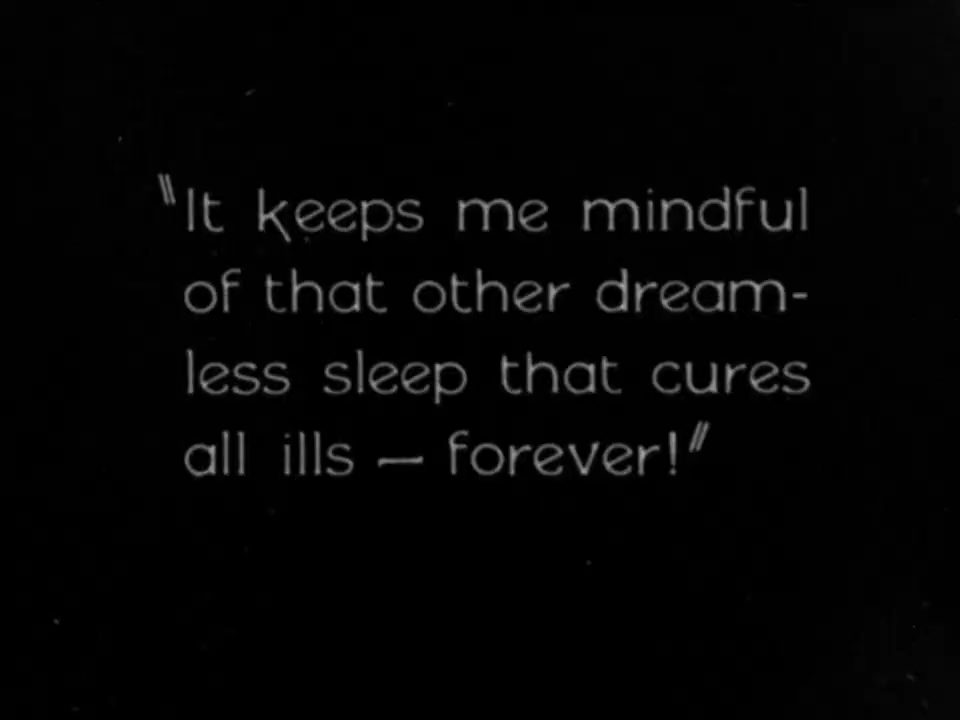 "It keeps me mindful
of that other dream-
less sleep that cures
all ills — forever!"